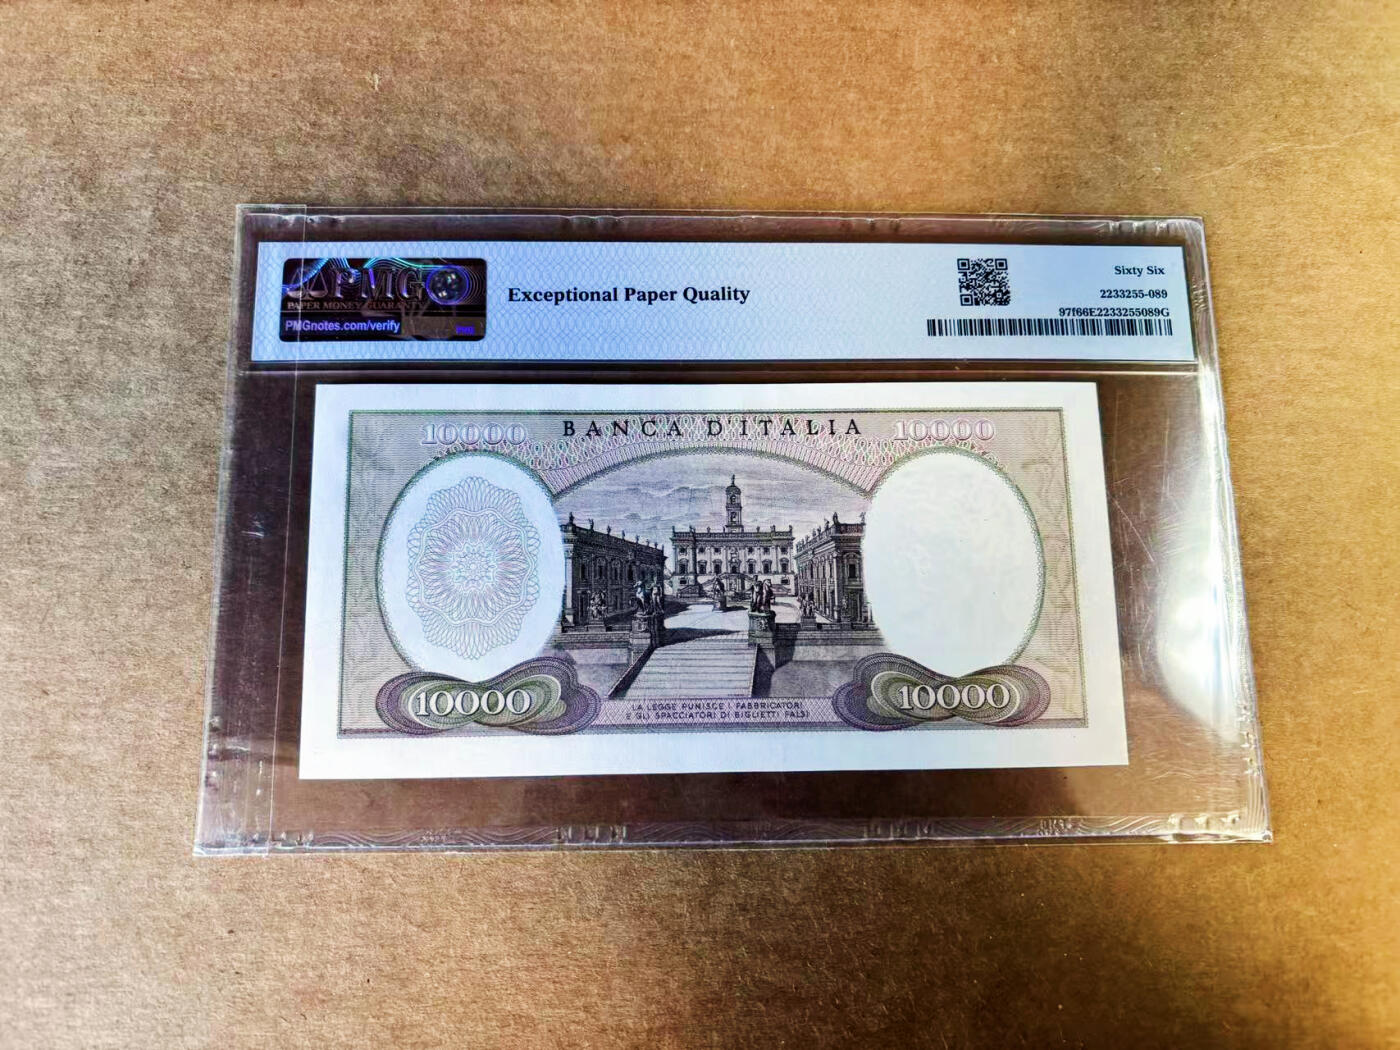 PMG
PAPER MONEY GUARANTY
PMGnotes.com/verify
PMG
Exceptional Paper Quality
Sixty Six
2233255-089
97f66E2233255089G
10000 BANCA D'ITALIA 10000
10000
LA LEGGE PUNISCE I FABBRICATORI
E GLI SPACCIATORI DI BIGLIETTI FALSI
10000